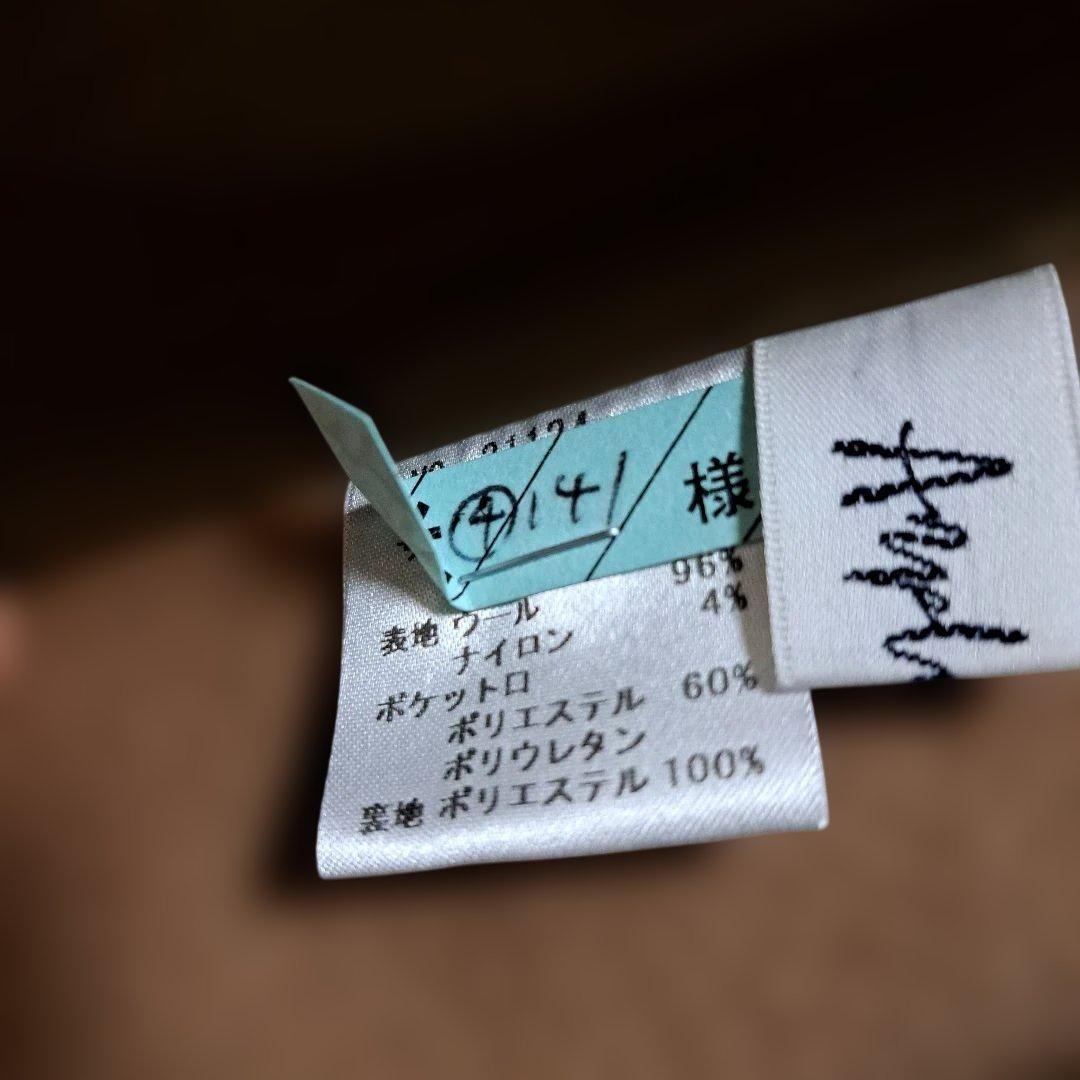 ④141 様
表地 ウール 96%
ナイロン 4%
ポケット口
ポリエステル 60%
ポリウレタン
裏地 ポリエステル 100%